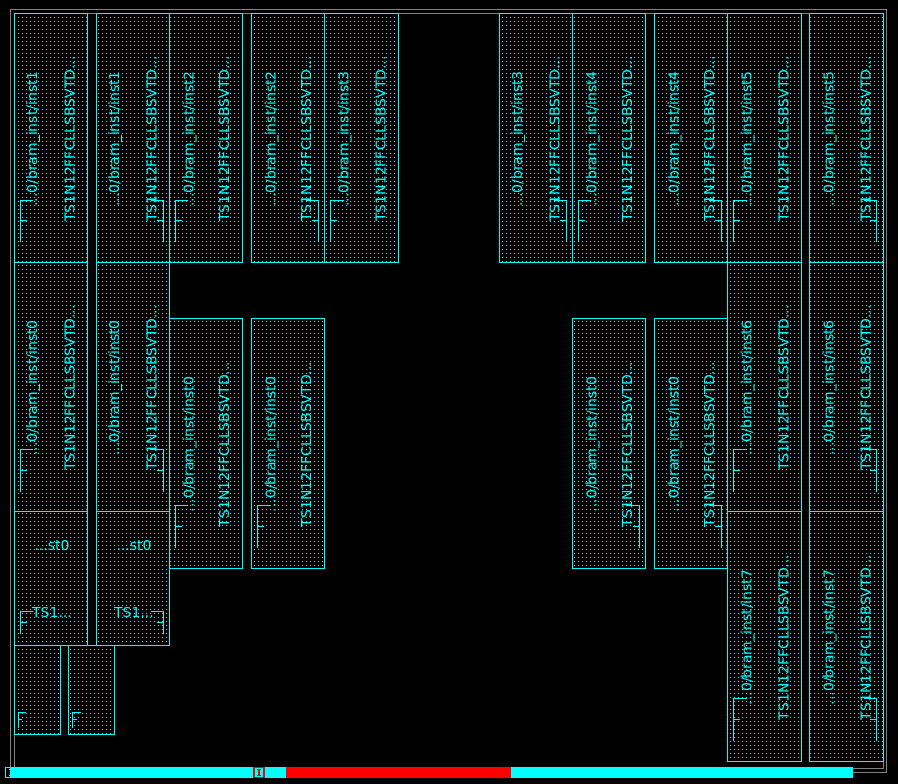 ...0/bram_inst/inst1
TS1N12FFCLLSBSVTD...
...0/bram_inst/inst1
TS1N12FFCLLSBSVTD...
...0/bram_inst/inst2
TS1N12FFCLLSBSVTD...
...0/bram_inst/inst2
TS1N12FFCLLSBSVTD...
...0/bram_inst/inst3
TS1N12FFCLLSBSVTD...
...0/bram_inst/inst3
TS1N12FFCLLSBSVTD...
...0/bram_inst/inst4
TS1N12FFCLLSBSVTD...
...0/bram_inst/inst4
TS1N12FFCLLSBSVTD...
...0/bram_inst/inst5
TS1N12FFCLLSBSVTD...
...0/bram_inst/inst5
TS1N12FFCLLSBSVTD...
...0/bram_inst/inst0
TS1N12FFCLLSBSVTD...
...0/bram_inst/inst0
TS1N12FFCLLSBSVTD...
...0/bram_inst/inst0
TS1N12FFCLLSBSVTD...
...0/bram_inst/inst0
TS1N12FFCLLSBSVTD...
...0/bram_inst/inst0
TS1N12FFCLLSBSVTD...
...0/bram_inst/inst0
TS1N12FFCLLSBSVTD...
...0/bram_inst/inst6
TS1N12FFCLLSBSVTD...
...0/bram_inst/inst6
TS1N12FFCLLSBSVTD...
...st0
TS1...
...st0
TS1...
...0/bram_inst/inst7
TS1N12FFCLLSBSVTD...
...0/bram_inst/inst7
TS1N12FFCLLSBSVTD...